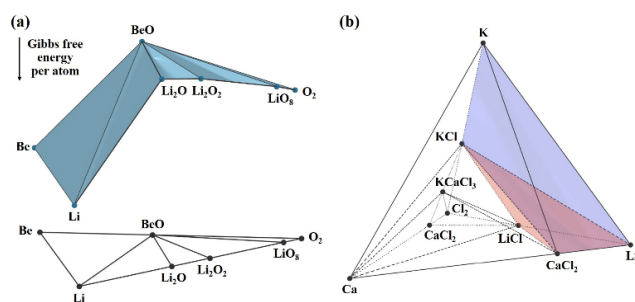 (a)
Gibbs free
energy
per atom
BeO
Li₂O
Li₂O₂
LiO₈
O₂
Be
Li
Be
BeO
O₂
LiO₈
Li₂O₂
Li₂O
Li
(b)
K
KCl
KCaCl₃
Cl₂
CaCl₂
LiCl
CaCl₂
Ca